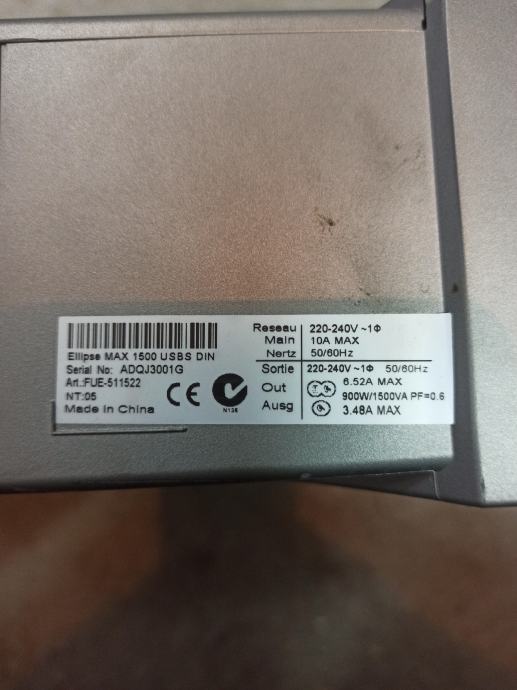 Ellipse MAX 1500 USBS DIN
Serial No: ADQJ3001G
Art.:FUE-511522
NT:05
Made in China
CE
N136
Reseau 220-240V ~1Φ
Main 10A MAX
Nertz 50/60Hz
Sortie 220-240V ~1Φ 50/60Hz
Out 6.52A MAX
900W/1500VA PF=0.6
Ausg 3.48A MAX